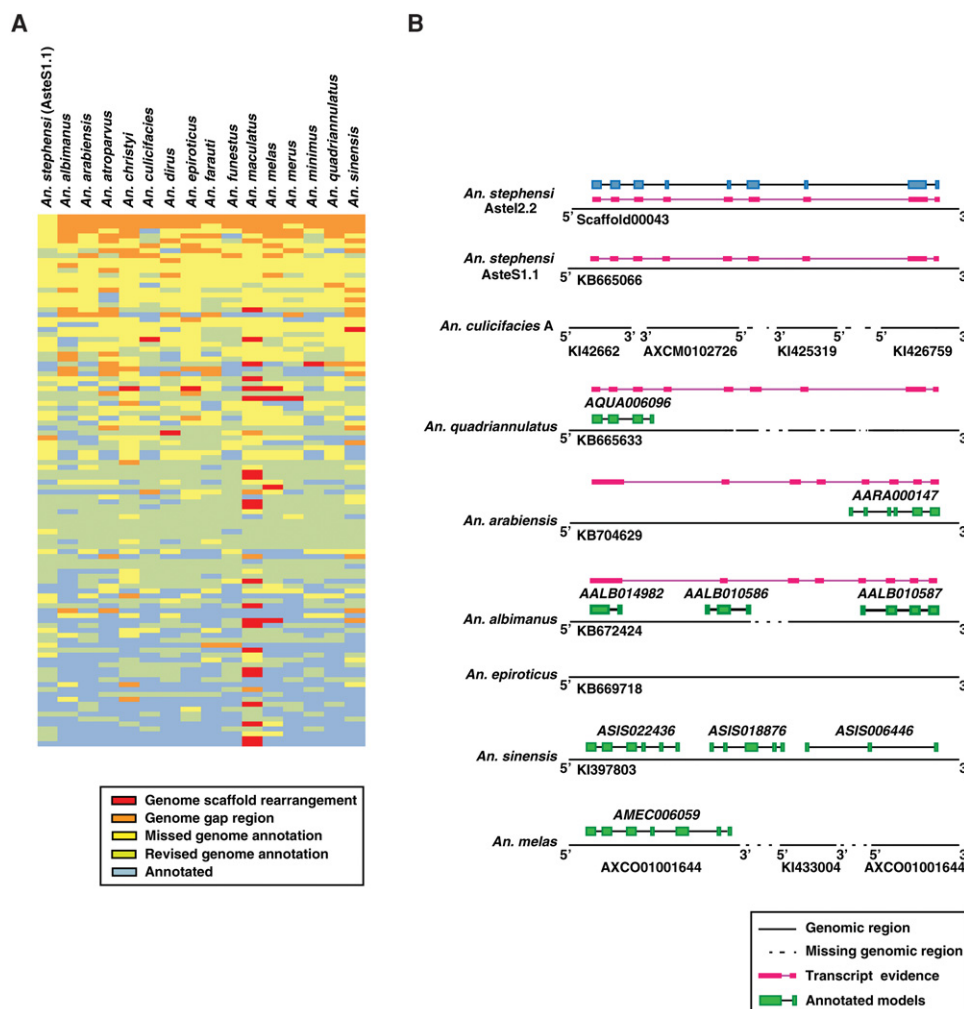 A
B
An. stephensi (AsteS1.1)
An. albimanus
An. arabiensis
An. atroparvus
An. christyi
An. culicifacies
An. dirus
An. epiroticus
An. farauti
An. funestus
An. maculatus
An. melas
An. merus
An. minimus
An. quadriannulatus
An. sinensis
Genome scaffold rearrangement
Genome gap region
Missed genome annotation
Revised genome annotation
Annotated
An. stephensi
AsteI2.2
5’ 3’
Scaffold00043
An. stephensi
AsteS1.1
5’ 3’
KB665066
An. culicifacies A
5’ 3’ 3’ 5’ 3’ 5’ 5’ 3’
KI42662 AXCM0102726 KI425319 KI426759
AQUA006096
An. quadriannulatus
5’ 3’
KB665633
AARA000147
An. arabiensis
5’ 3’
KB704629
AALB014982 AALB010586 AALB010587
An. albimanus
5’ 3’
KB672424
An. epiroticus
5’ 3’
KB669718
ASIS022436 ASIS018876 ASIS006446
An. sinensis
5’ 3’
KI397803
AMEC006059
An. melas
5’ 3’ 5’ 3’ 5’ 3’
AXCO01001644 KI433004 AXCO01001644
Genomic region
Missing genomic region
Transcript evidence
Annotated models